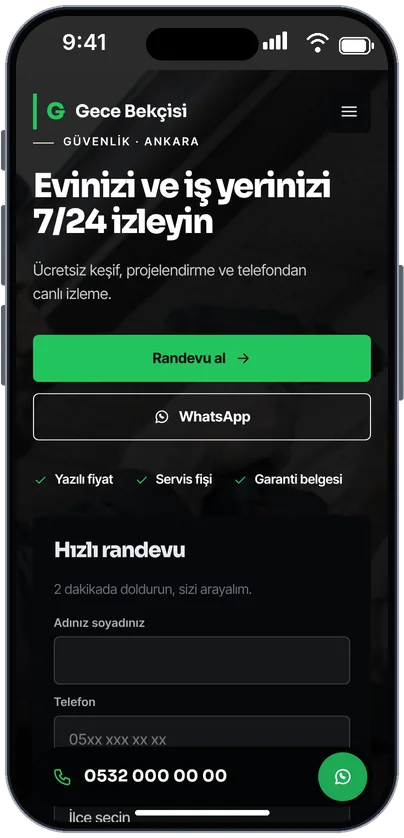 9:41
G Gece Bekçisi
GÜVENLİK · ANKARA
Evinizi ve iş yerinizi
7/24 izleyin
Ücretsiz keşif, projelendirme ve telefondan
canlı izleme.
Randevu al →
WhatsApp
✓ Yazılı fiyat ✓ Servis fişi ✓ Garanti belgesi
Hızlı randevu
2 dakikada doldurun, sizi arayalım.
Adınız soyadınız
Telefon
05xx xxx xx xx
0532 000 00 00
İlçe seçin